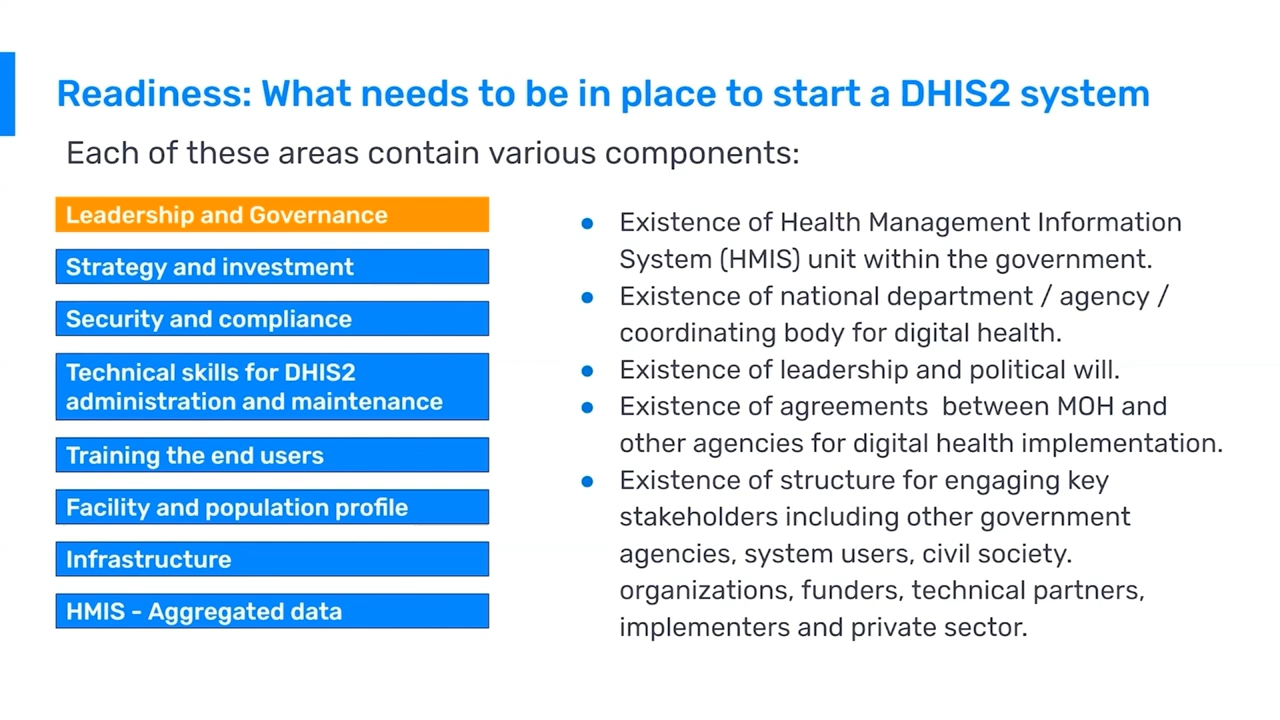 Readiness: What needs to be in place to start a DHIS2 system
Each of these areas contain various components:
Leadership and Governance
Strategy and investment
Security and compliance
Technical skills for DHIS2
administration and maintenance
Training the end users
Facility and population profile
Infrastructure
HMIS - Aggregated data
● Existence of Health Management Information
System (HMIS) unit within the government.
● Existence of national department / agency /
coordinating body for digital health.
● Existence of leadership and political will.
● Existence of agreements  between MOH and
other agencies for digital health implementation.
● Existence of structure for engaging key
stakeholders including other government
agencies, system users, civil society.
organizations, funders, technical partners,
implementers and private sector.